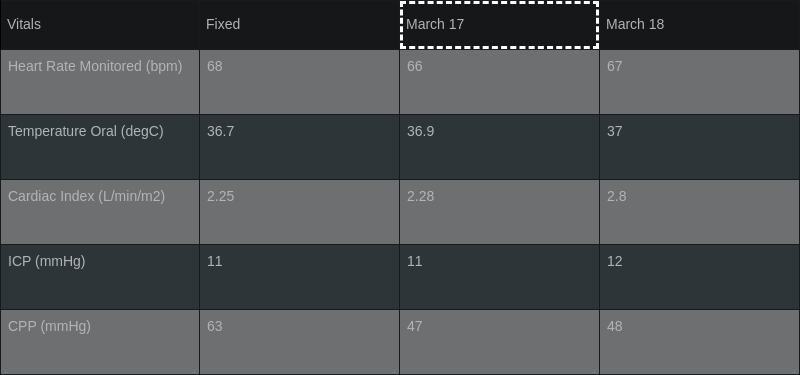 Vitals Fixed March 17 March 18
Heart Rate Monitored (bpm) 68 66 67
Temperature Oral (degC) 36.7 36.9 37
Cardiac Index (L/min/m2) 2.25 2.28 2.8
ICP (mmHg) 11 11 12
CPP (mmHg) 63 47 48